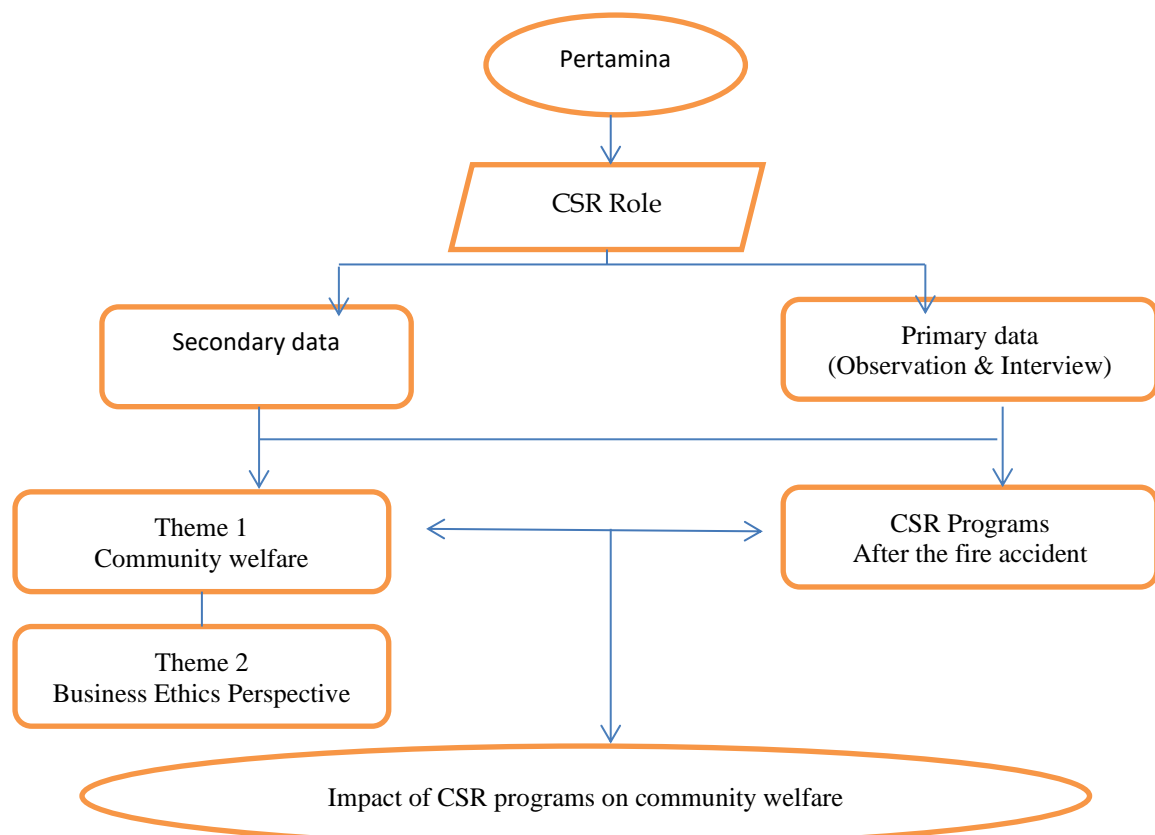 Pertamina
CSR Role
Secondary data
Primary data
(Observation & Interview)
Theme 1
Community welfare
CSR Programs
After the fire accident
Theme 2
Business Ethics Perspective
Impact of CSR programs on community welfare